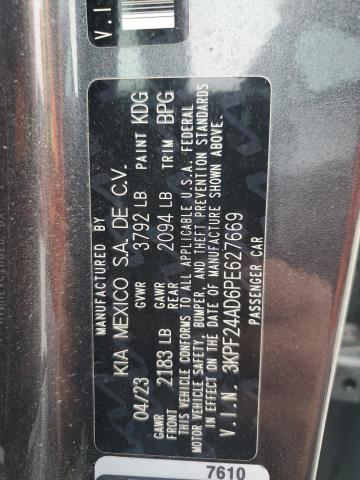 V.I
MANUFACTURED BY
KIA MEXICO S.A. DE C.V.
04/23 GVWR 3792 LB PAINT KDG
GAWR FRONT 2183 LB GAWR REAR 2094 LB TRIM BPG
THIS VEHICLE CONFORMS TO ALL APPLICABLE U.S.A. FEDERAL
MOTOR VEHICLE SAFETY, BUMPER, AND THEFT PREVENTION STANDARDS
IN EFFECT ON THE DATE OF MANUFACTURE SHOWN ABOVE.
V.I.N. 3KPF24AD6PE627669
PASSENGER CAR
7610